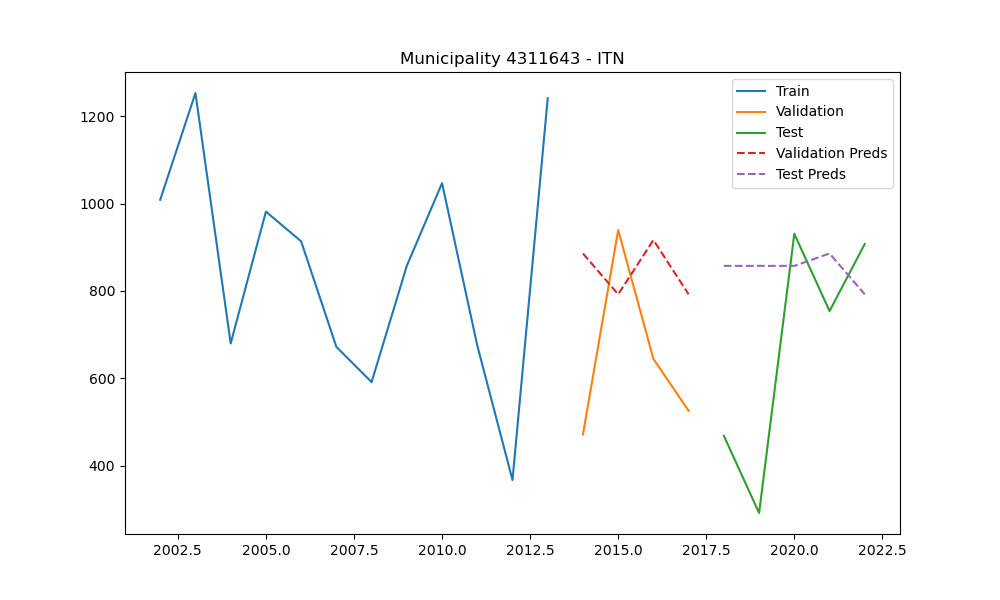 Municipality 4311643 - ITN
Train
Validation
Test
Validation Preds
Test Preds
1200
1000
800
600
400
2002.5 2005.0 2007.5 2010.0 2012.5 2015.0 2017.5 2020.0 2022.5